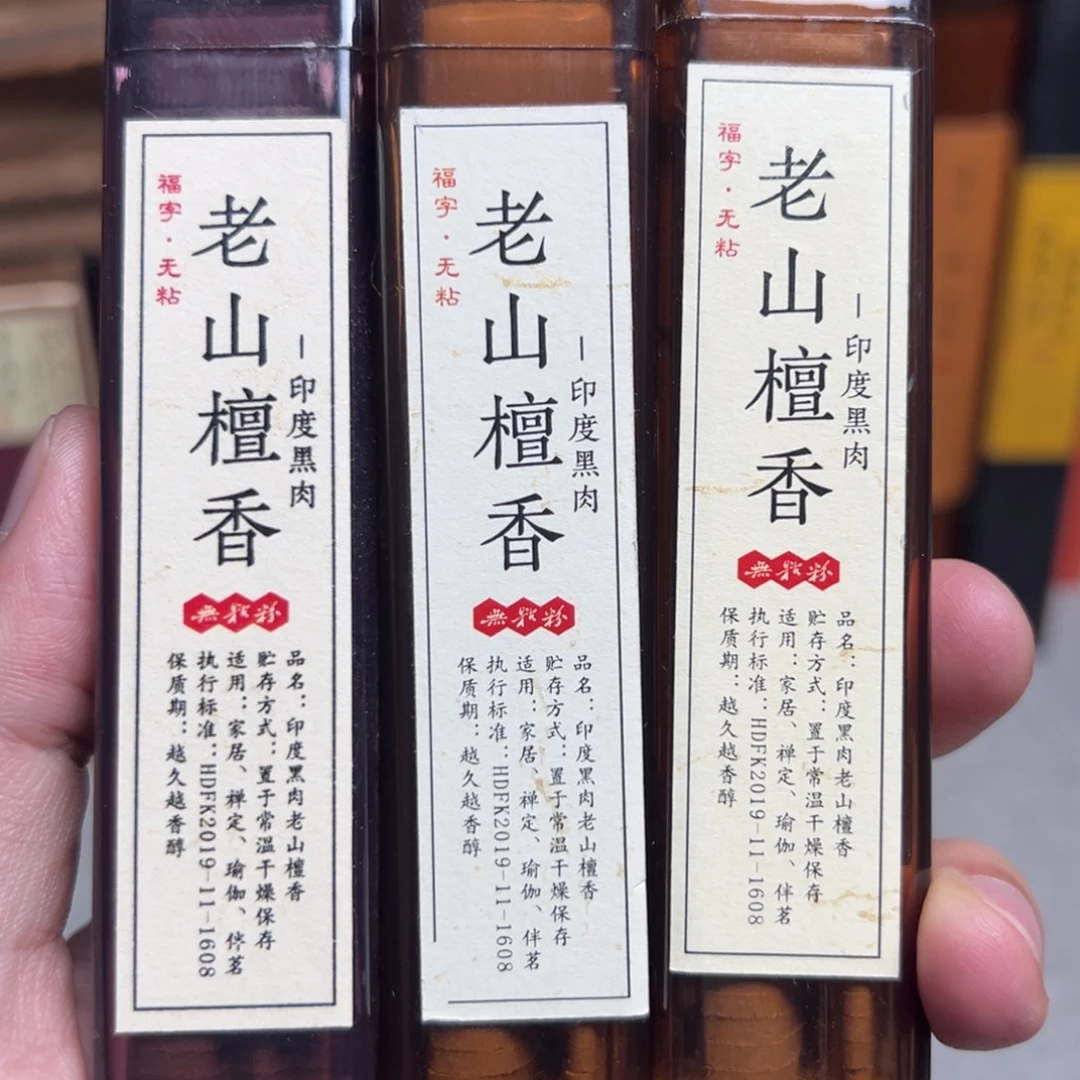 福字·无粘
老山檀香
—印度黑肉
無粘粉
品名：印度黑肉老山檀香
贮存方式：置于常温干燥保存
适用：家居、禅定、瑜伽、伴茗
执行标准：HDFK2019-11-1608
保质期：越久越香醇
福字·无粘
老山檀香
—印度黑肉
無粘粉
品名：印度黑肉老山檀香
贮存方式：置于常温干燥保存
适用：家居、禅定、瑜伽、伴茗
执行标准：HDFK2019-11-1608
保质期：越久越香醇
福字·无粘
老山檀香
—印度黑肉
無粘粉
品名：印度黑肉老山檀香
贮存方式：置于常温干燥保存
适用：家居、禅定、瑜伽、伴茗
执行标准：HDFK2019-11-1608
保质期：越久越香醇